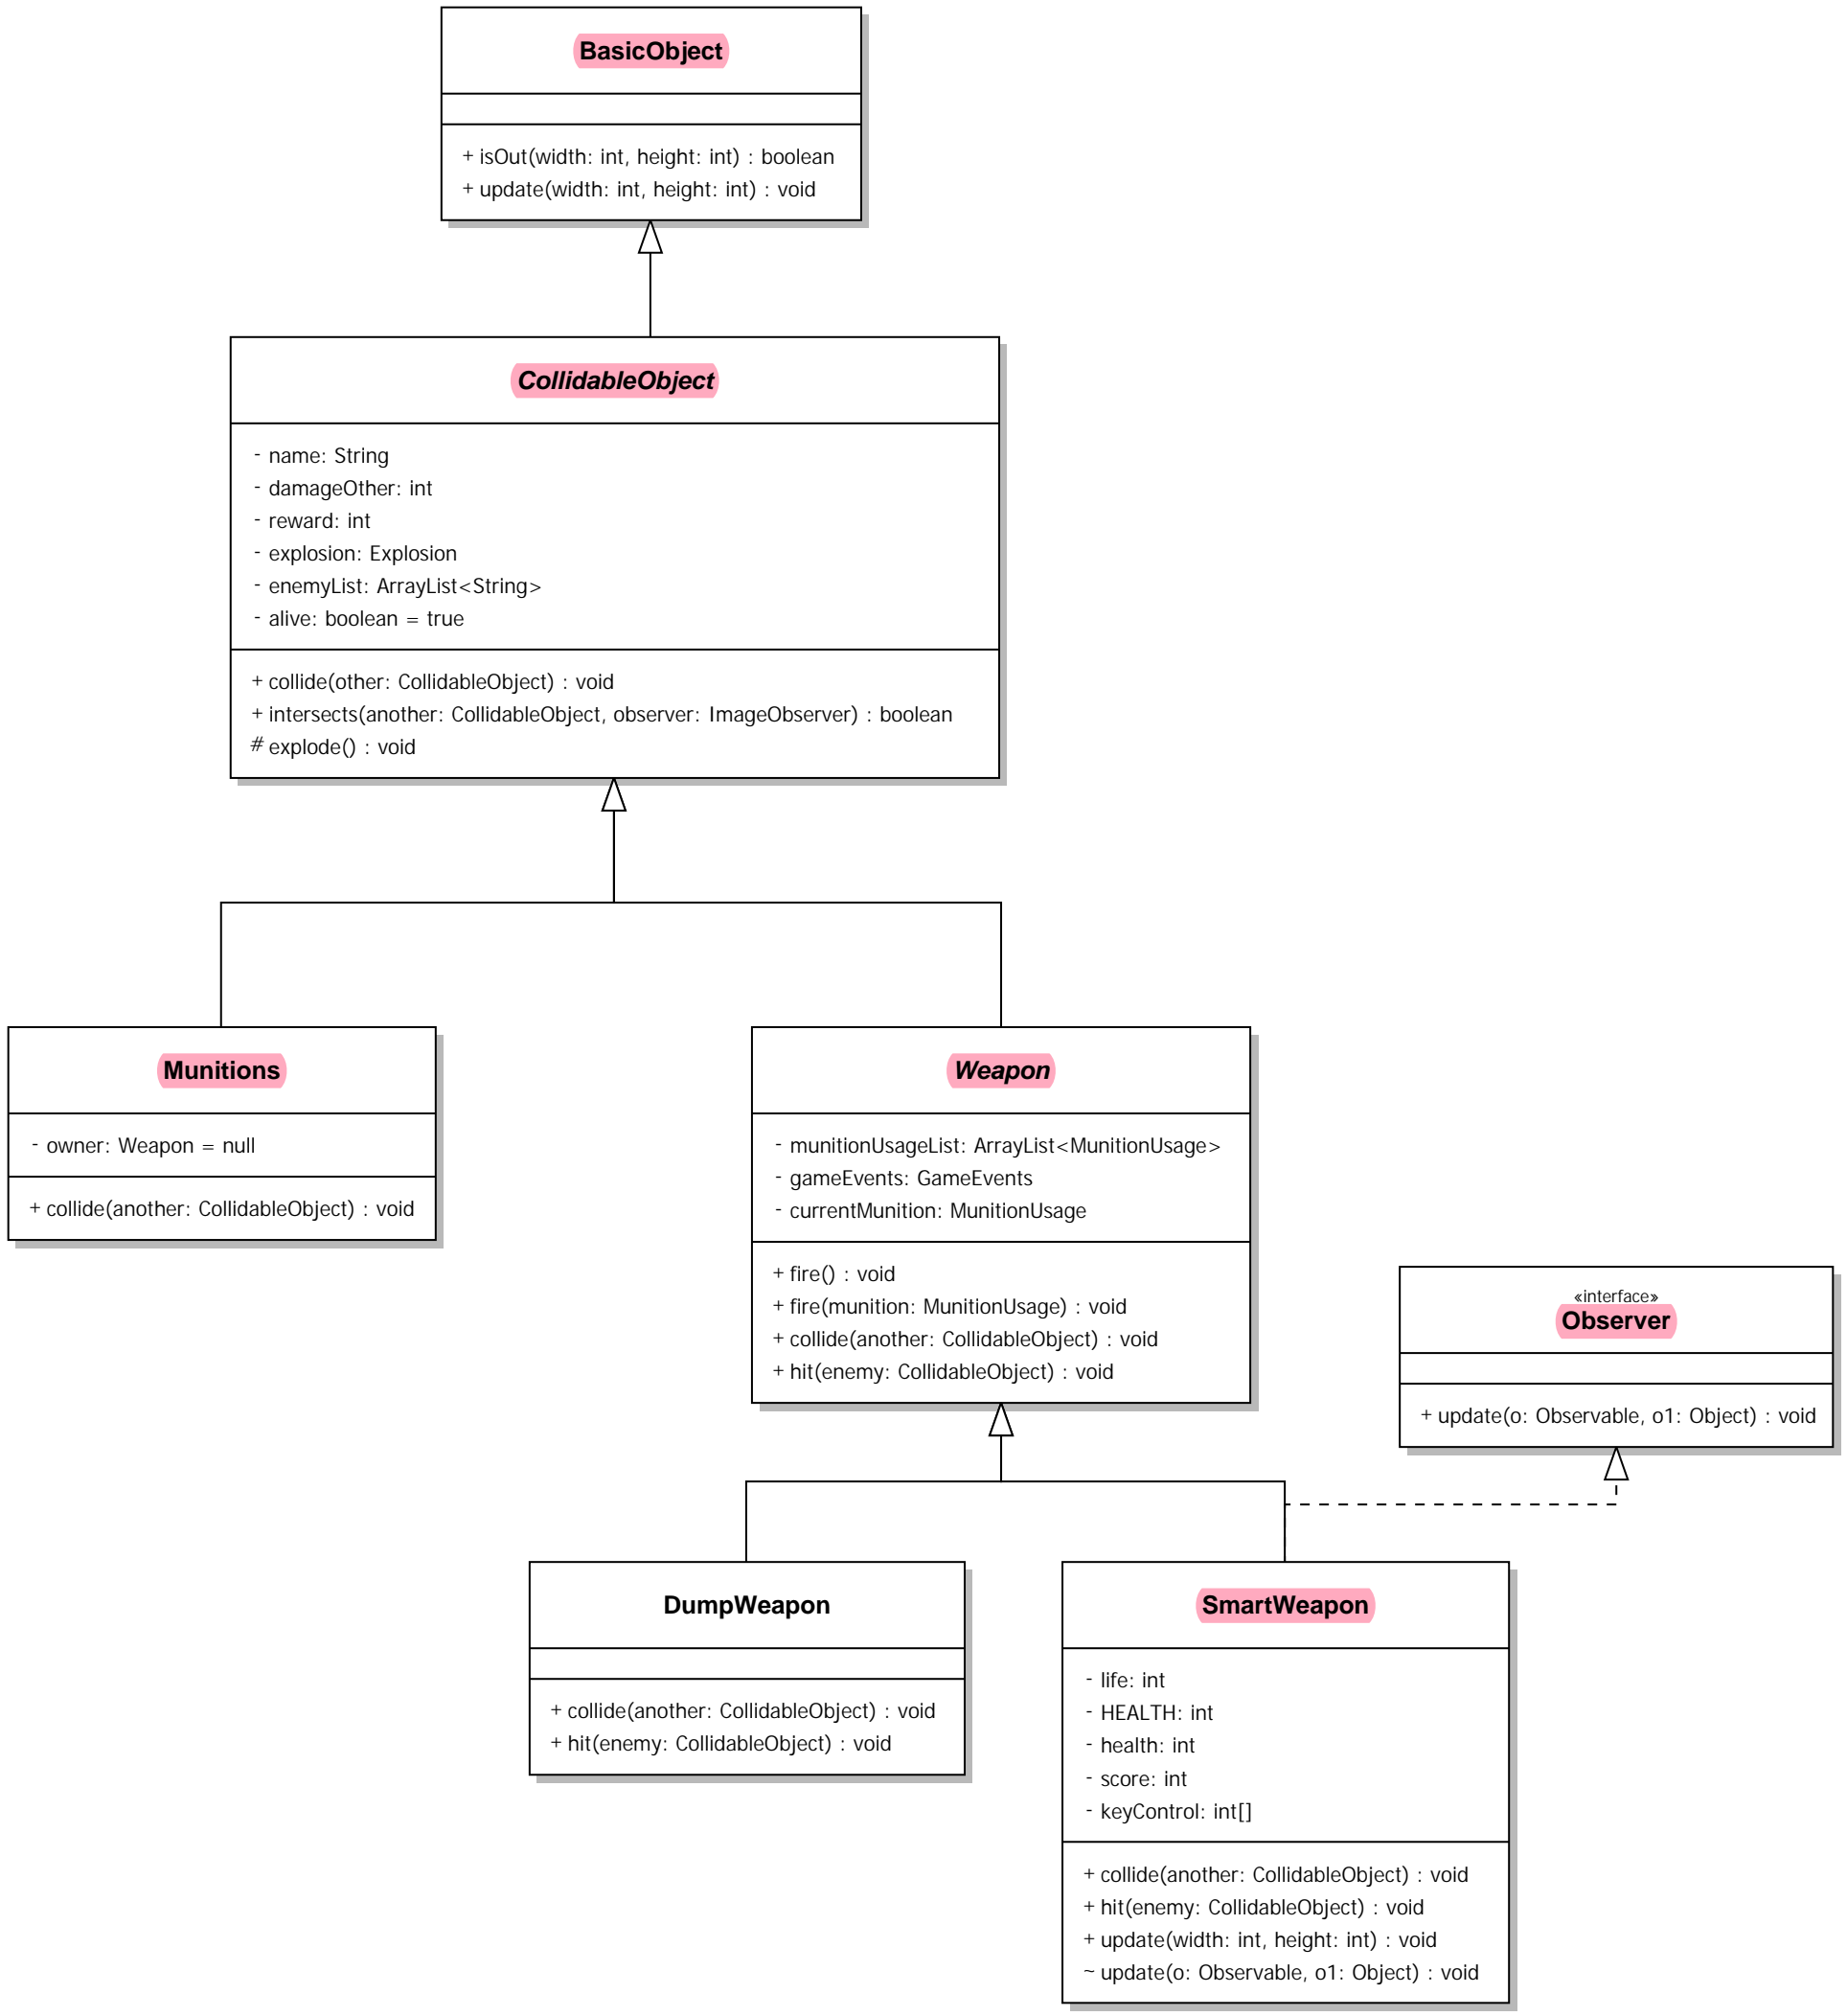 BasicObject
+ isOut(width: int, height: int) : boolean
+ update(width: int, height: int) : void
CollidableObject
- name: String
- damageOther: int
- reward: int
- explosion: Explosion
- enemyList: ArrayList<String>
- alive: boolean = true
+ collide(other: CollidableObject) : void
+ intersects(another: CollidableObject, observer: ImageObserver) : boolean
# explode() : void
Munitions
- owner: Weapon = null
+ collide(another: CollidableObject) : void
Weapon
- munitionUsageList: ArrayList<MunitionUsage>
- gameEvents: GameEvents
- currentMunition: MunitionUsage
+ fire() : void
+ fire(munition: MunitionUsage) : void
+ collide(another: CollidableObject) : void
+ hit(enemy: CollidableObject) : void
«interface»
Observer
+ update(o: Observable, o1: Object) : void
DumpWeapon
+ collide(another: CollidableObject) : void
+ hit(enemy: CollidableObject) : void
SmartWeapon
- life: int
- HEALTH: int
- health: int
- score: int
- keyControl: int[]
+ collide(another: CollidableObject) : void
+ hit(enemy: CollidableObject) : void
+ update(width: int, height: int) : void
~ update(o: Observable, o1: Object) : void